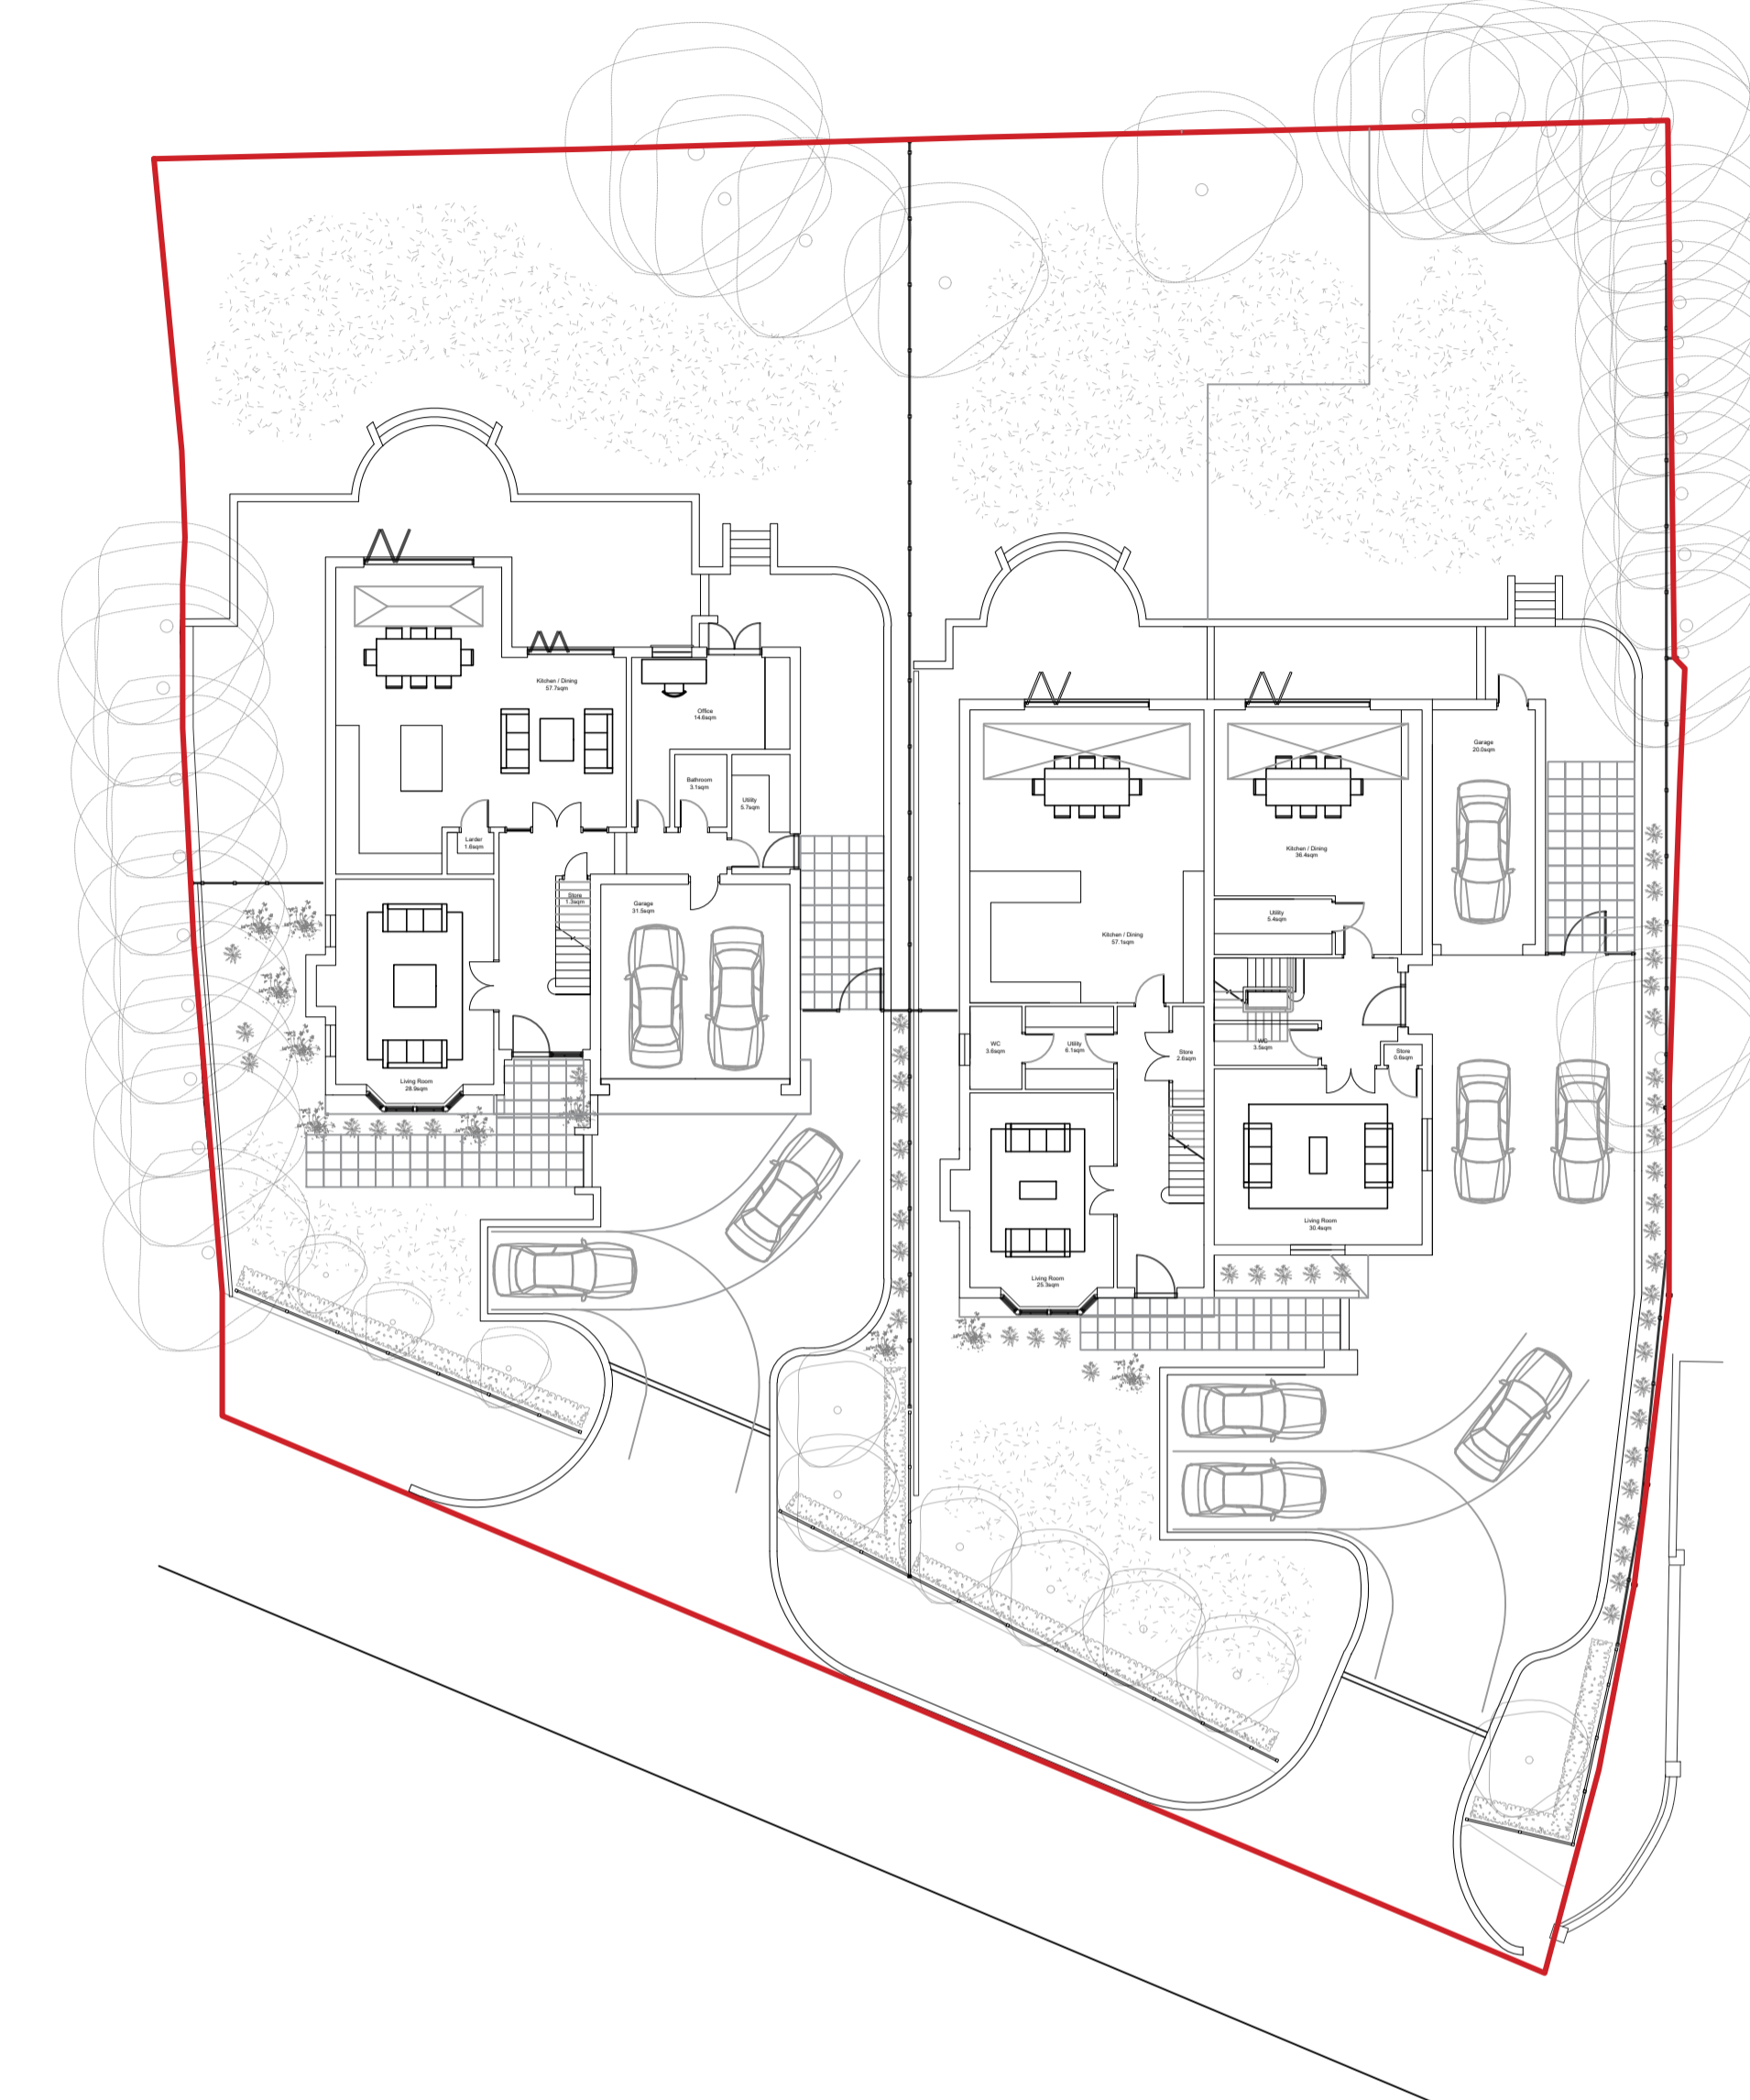 Kitchen / Dining
57.7sqm
Office
14.6sqm
Bathroom
3.1sqm
Utility
5.7sqm
Larder
1.6sqm
Store
1.3sqm
Garage
31.5sqm
Living Room
28.9sqm
Garage
20.0sqm
Kitchen / Dining
36.4sqm
Utility
5.4sqm
Kitchen / Dining
57.1sqm
WC
3.6sqm
Utility
6.1sqm
Store
2.6sqm
WC
3.5sqm
Store
0.6sqm
Living Room
30.4sqm
Living Room
25.3sqm